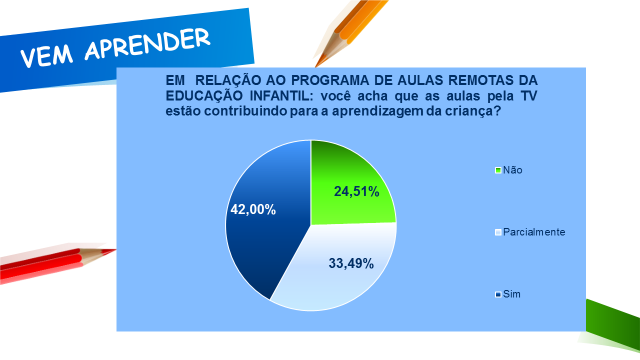 VEM APRENDER
EM RELAÇÃO AO PROGRAMA DE AULAS REMOTAS DA
EDUCAÇÃO INFANTIL: você acha que as aulas pela TV
estão contribuindo para a aprendizagem da criança?
24,51%
Não
42,00%
Parcialmente
33,49%
Sim